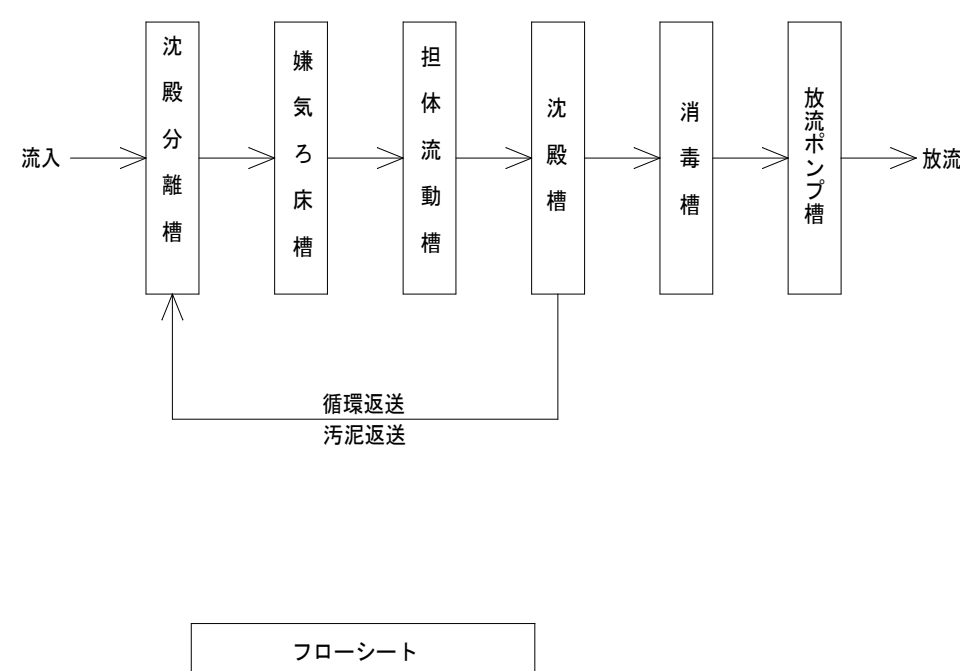 流入
沈殿分離槽
嫌気ろ床槽
担体流動槽
沈殿槽
消毒槽
放流ポンプ槽
放流
循環返送
汚泥返送
フローシート